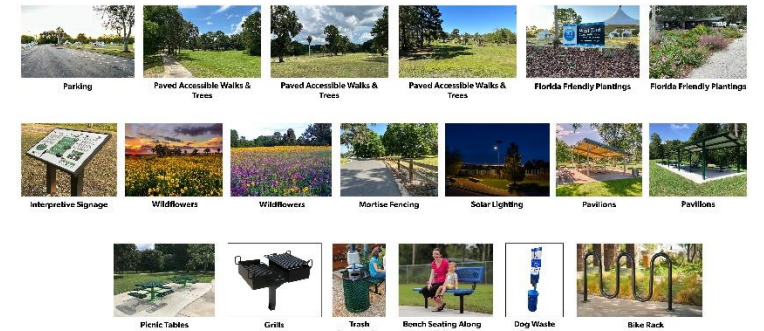 Parking
Paved Accessible Walks &
Trees
Paved Accessible Walks &
Trees
Paved Accessible Walks &
Trees
Florida Friendly Plantings
Florida Friendly Plantings
Interpretive Signage
Wildflowers
Wildflowers
Mortise Fencing
Solar Lighting
Pavilions
Pavilions
Picnic Tables
Grills
Trash
Bench Seating Along
Dog Waste
Bike Rack